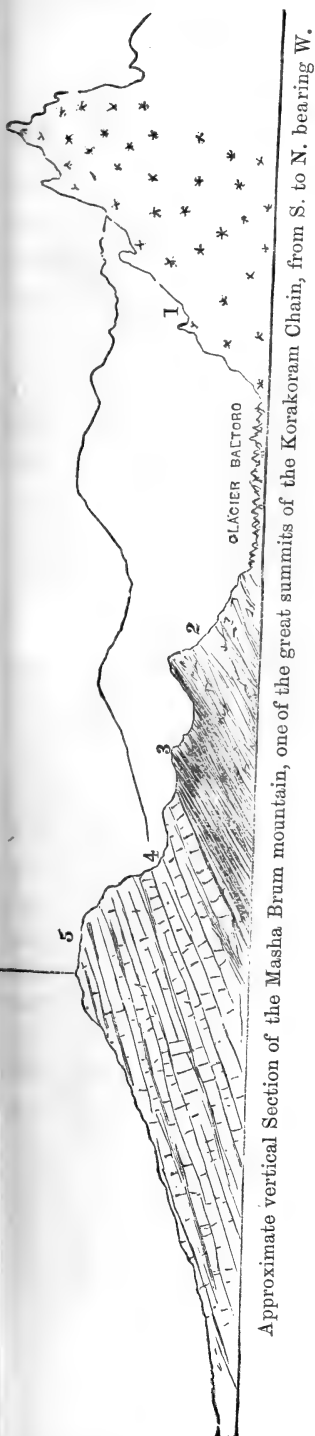 1
GLACIER BALTORO
2
3
4
5
Approximate vertical Section of the Masha Brum mountain, one of the great summits of the Korakoram Chain, from S. to N. bearing W.